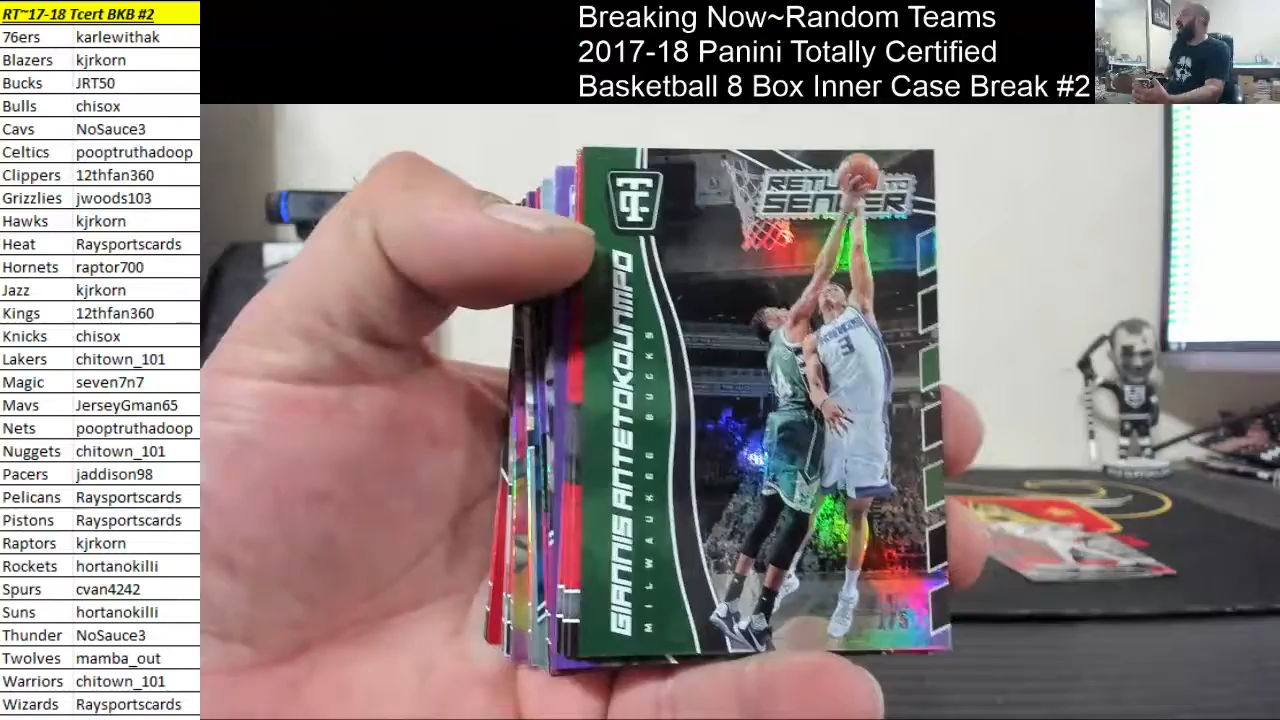 RT~17-18 Tcert BKB #2
76ers karlewithak
Blazers kjrkorn
Bucks JRT50
Bulls chisox
Cavs NoSauce3
Celtics pooptruthadoop
Clippers 12thfan360
Grizzlies jwoods103
Hawks kjrkorn
Heat Raysportscards
Hornets raptor700
Jazz kjrkorn
Kings 12thfan360
Knicks chisox
Lakers chitown_101
Magic seven7n7
Mavs JerseyGman65
Nets pooptruthadoop
Nuggets chitown_101
Pacers jaddison98
Pelicans Raysportscards
Pistons Raysportscards
Raptors kjrkorn
Rockets hortanokilli
Spurs cvan4242
Suns hortanokilli
Thunder NoSauce3
Twolves mamba_out
Warriors chitown_101
Wizards Raysportscards
Breaking Now~Random Teams
2017-18 Panini Totally Certified
Basketball 8 Box Inner Case Break #2
RETURN TO
SENDER
TC
GIANNIS ANTETOKOUNMPO
MILWAUKEE BUCKS
3